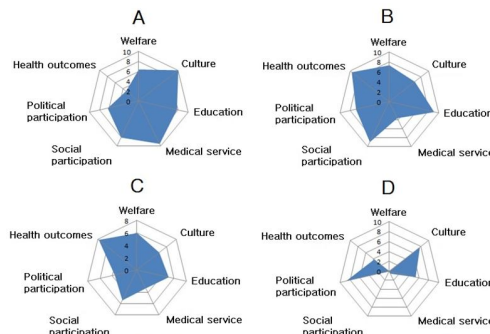 A
Welfare
Culture
Education
Medical service
Social
participation
Political
participation
Health outcomes
10
8
6
4
2
0
B
Welfare
Culture
Education
Medical service
Social
participation
Political
participation
Health outcomes
10
8
6
4
2
0
C
Welfare
Culture
Education
Medical service
Social
participation
Political
participation
Health outcomes
8
6
4
2
0
D
Welfare
Culture
Education
Medical service
Social
participation
Political
participation
Health outcomes
10
8
6
4
2
0